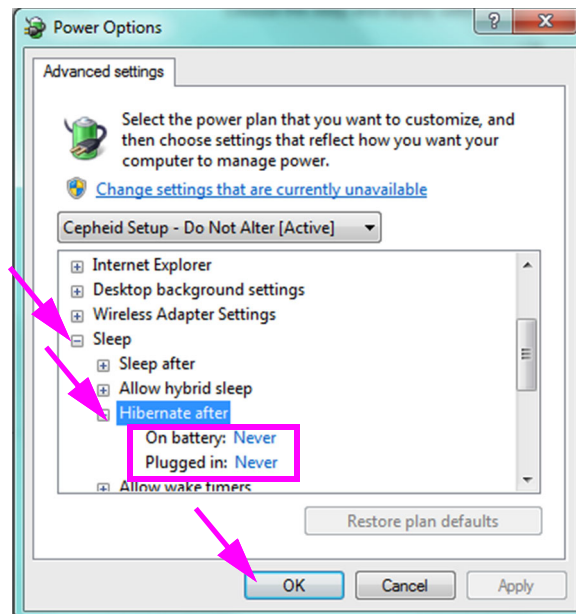 Power Options
Advanced settings
Select the power plan that you want to customize, and
then choose settings that reflect how you want your
computer to manage power.
Change settings that are currently unavailable
Cepheid Setup - Do Not Alter [Active]
Internet Explorer
Desktop background settings
Wireless Adapter Settings
Sleep
Sleep after
Allow hybrid sleep
Hibernate after
On battery: Never
Plugged in: Never
Allow wake timers
Restore plan defaults
OK
Cancel
Apply